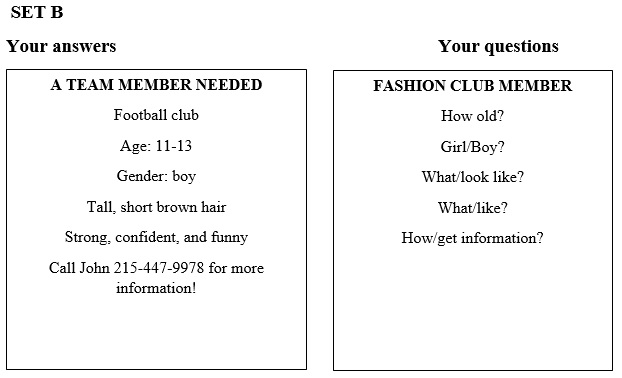 SET B
Your answers
Your questions
A TEAM MEMBER NEEDED
Football club
Age: 11-13
Gender: boy
Tall, short brown hair
Strong, confident, and funny
Call John 215-447-9978 for more
information!
FASHION CLUB MEMBER
How old?
Girl/Boy?
What/look like?
What/like?
How/get information?